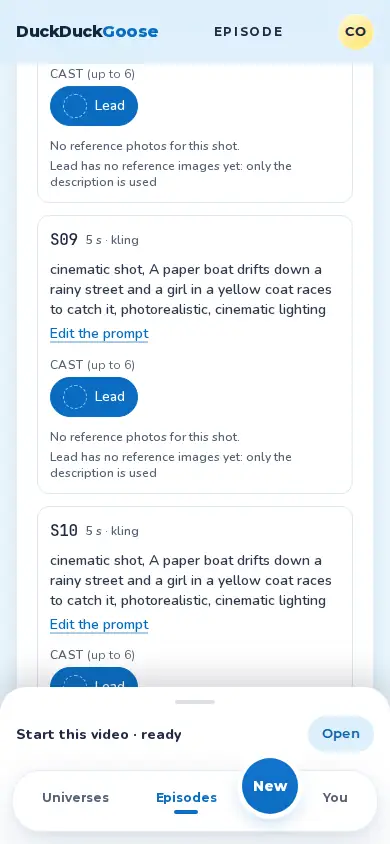 DuckDuckGoose
EPISODE
CO
CAST (up to 6)
Lead
No reference photos for this shot.
Lead has no reference images yet: only the
description is used
S09 5 s · kling
cinematic shot, A paper boat drifts down a
rainy street and a girl in a yellow coat races
to catch it, photorealistic, cinematic lighting
Edit the prompt
CAST (up to 6)
Lead
No reference photos for this shot.
Lead has no reference images yet: only the
description is used
S10 5 s · kling
cinematic shot, A paper boat drifts down a
rainy street and a girl in a yellow coat races
to catch it, photorealistic, cinematic lighting
Edit the prompt
CAST (up to 6)
Lead
Start this video · ready
Open
Universes
Episodes
New
You